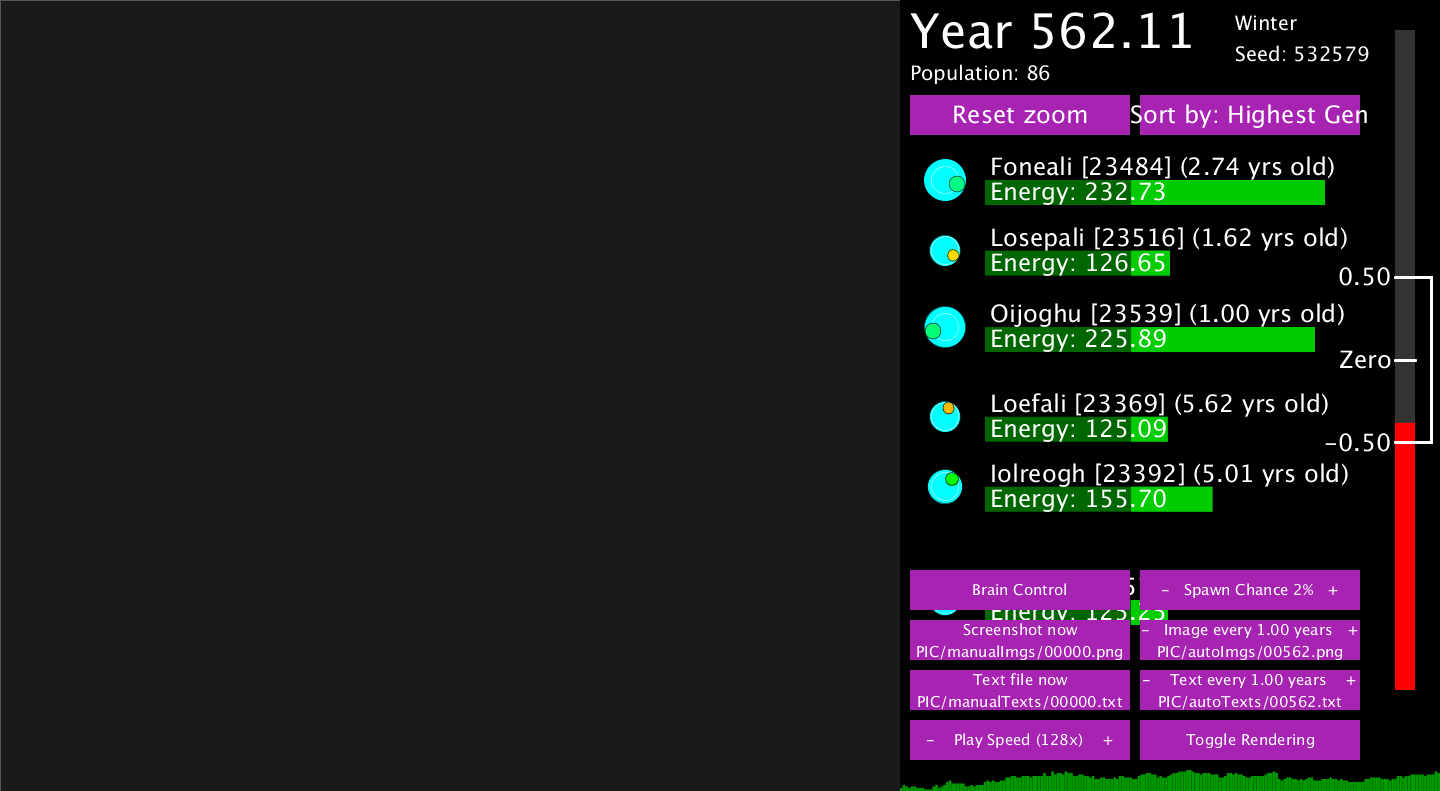 Year 562.11
Winter
Seed: 532579
Population: 86
Reset zoom
Sort by: Highest Gen
Foneali [23484] (2.74 yrs old)
Energy: 232.73
Losepali [23516] (1.62 yrs old)
Energy: 126.65
0.50
Oijoghu [23539] (1.00 yrs old)
Energy: 225.89
Zero
Loefali [23369] (5.62 yrs old)
Energy: 125.09
-0.50
Iolreogh [23392] (5.01 yrs old)
Energy: 155.70
Brain Control
- Spawn Chance 2% +
Energy: 125.25
Screenshot now
PIC/manualImgs/00000.png
- Image every 1.00 years +
PIC/autoImgs/00562.png
Text file now
PIC/manualTexts/00000.txt
- Text every 1.00 years +
PIC/autoTexts/00562.txt
- Play Speed (128x) +
Toggle Rendering